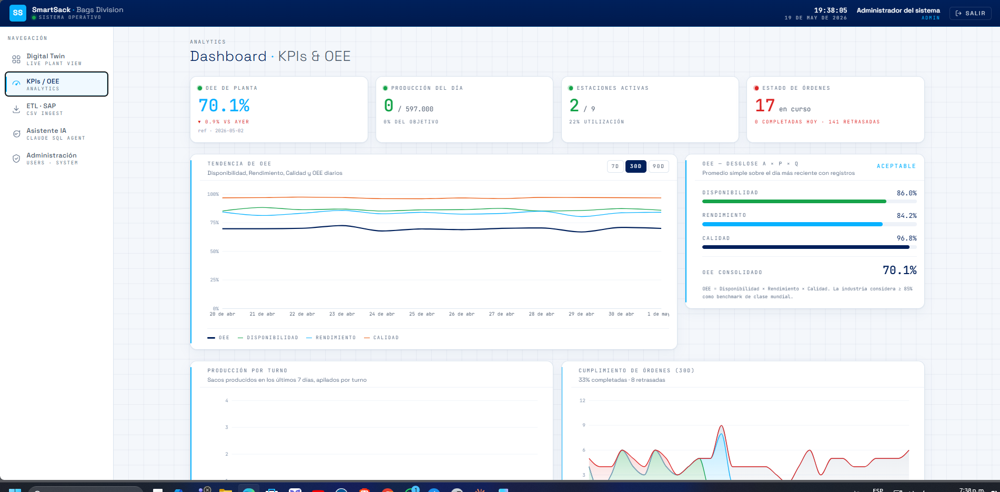 SS
SmartSack · Bags Division
SISTEMA OPERATIVO
19:38:05
19 DE MAY DE 2026
Administrador del sistema
ADMIN
SALIR
NAVEGACIÓN
Digital Twin
LIVE PLANT VIEW
KPIs / OEE
ANALYTICS
ETL · SAP
CSV INGEST
Asistente IA
CLAUDE SQL AGENT
Administración
USERS · SYSTEM
ANALYTICS
Dashboard · KPIs & OEE
OEE DE PLANTA
70.1%
▼ 0.9% VS AYER
ref · 2026-05-02
PRODUCCIÓN DEL DÍA
0 / 597.000
0% DEL OBJETIVO
ESTACIONES ACTIVAS
2 / 9
22% UTILIZACIÓN
ESTADO DE ÓRDENES
17 en curso
0 COMPLETADAS HOY · 141 RETRASADAS
TENDENCIA DE OEE
Disponibilidad, Rendimiento, Calidad y OEE diarios
7D 30D 90D
100%
75%
50%
25%
0%
20 de abr 21 de abr 22 de abr 23 de abr 24 de abr 25 de abr 26 de abr 27 de abr 28 de abr 29 de abr 30 de abr 1 de may
OEE DISPONIBILIDAD RENDIMIENTO CALIDAD
OEE — DESGLOSE A × P × Q
Promedio simple sobre el día más reciente con registros
ACEPTABLE
DISPONIBILIDAD 86.0%
RENDIMIENTO 84.2%
CALIDAD 96.8%
OEE CONSOLIDADO 70.1%
OEE = Disponibilidad × Rendimiento × Calidad. La industria considera ≥ 85%
como benchmark de clase mundial.
PRODUCCIÓN POR TURNO
Sacos producidos en los últimos 7 días, apilados por turno
4
3
2
CUMPLIMIENTO DE ÓRDENES (30D)
33% completadas · 8 retrasadas
12
9
6
3
1
ESP
7:38 p. m.